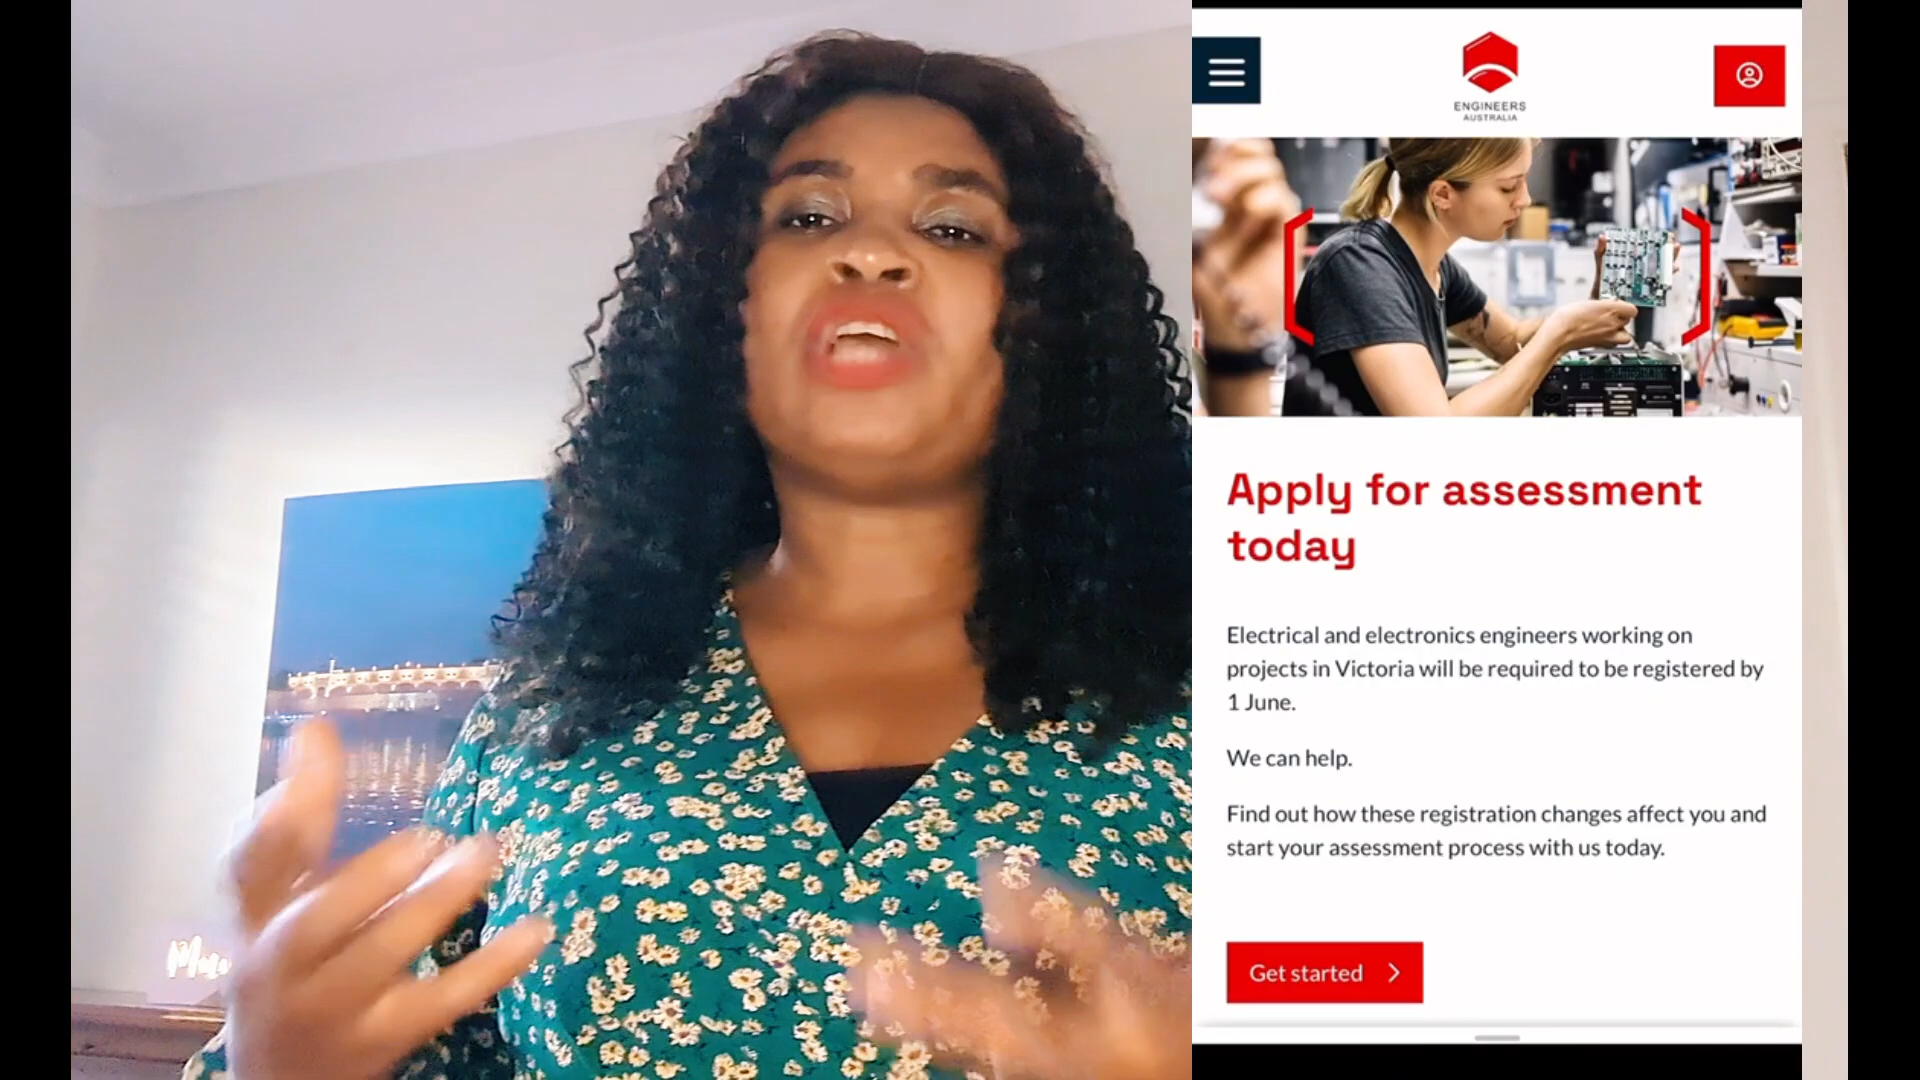 ENGINEERS
AUSTRALIA
Apply for assessment
today
Electrical and electronics engineers working on
projects in Victoria will be required to be registered by
1 June.
We can help.
Find out how these registration changes affect you and
start your assessment process with us today.
Get started